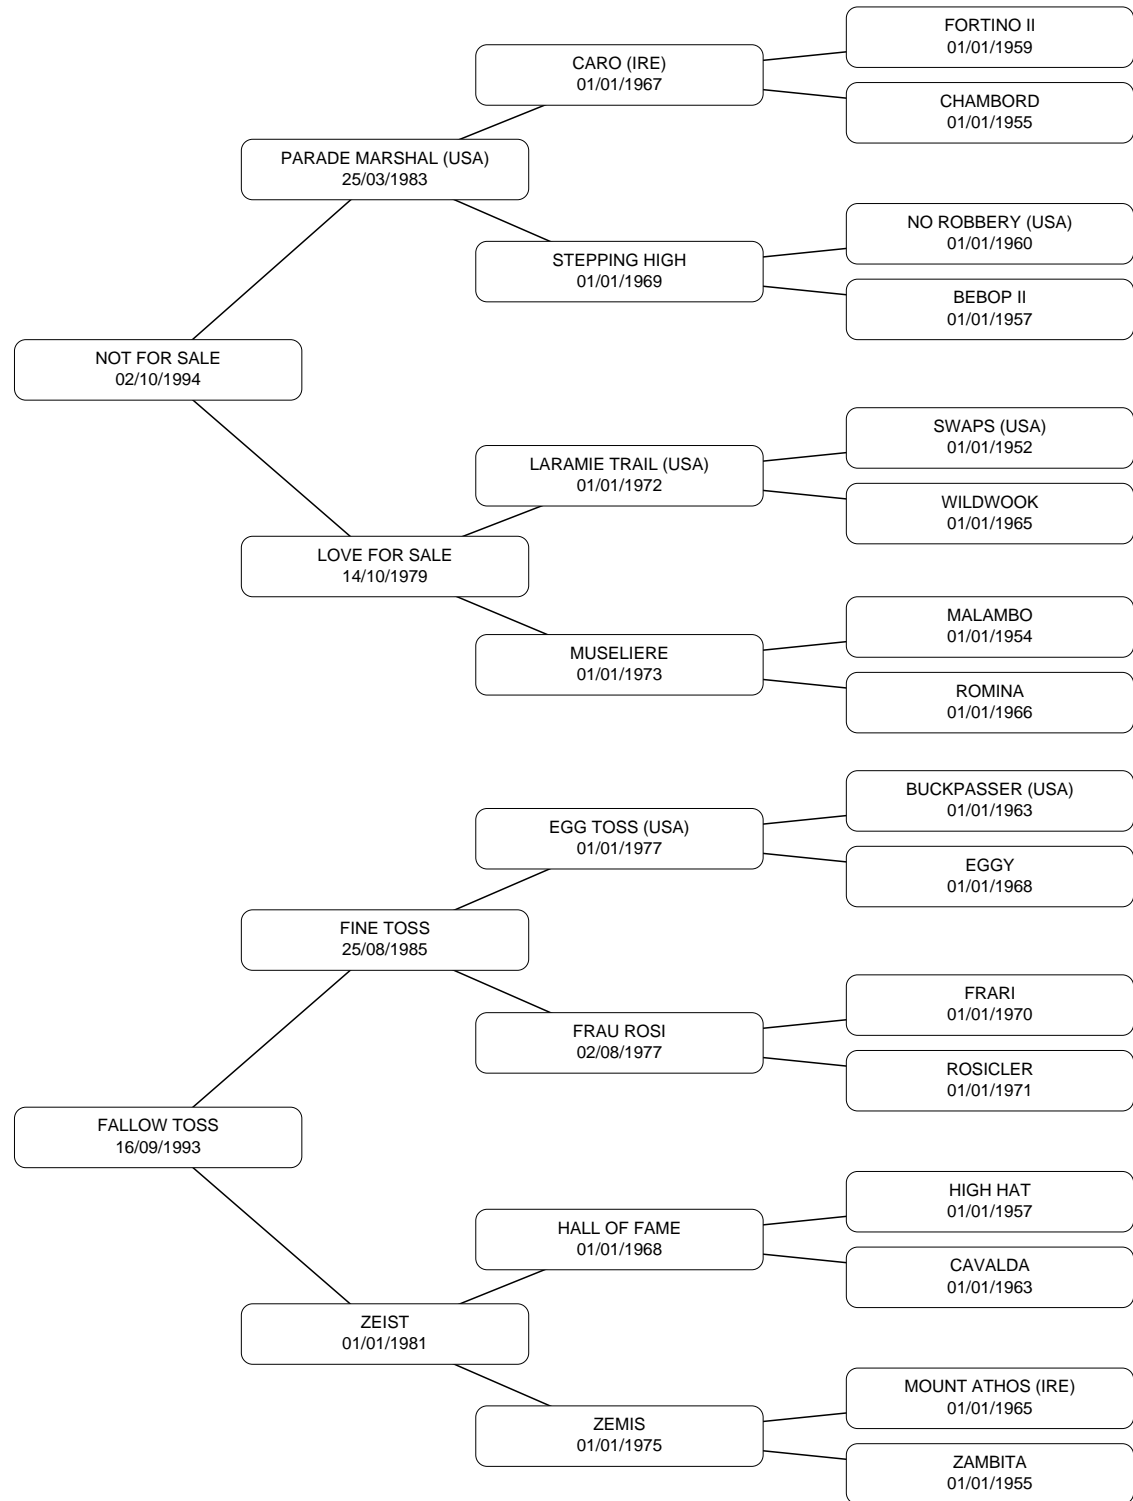 FORTINO II
01/01/1959
CARO (IRE)
01/01/1967
CHAMBORD
01/01/1955
PARADE MARSHAL (USA)
25/03/1983
NO ROBBERY (USA)
01/01/1960
STEPPING HIGH
01/01/1969
BEBOP II
01/01/1957
NOT FOR SALE
02/10/1994
SWAPS (USA)
01/01/1952
LARAMIE TRAIL (USA)
01/01/1972
WILDWOOK
01/01/1965
LOVE FOR SALE
14/10/1979
MALAMBO
01/01/1954
MUSELIERE
01/01/1973
ROMINA
01/01/1966
BUCKPASSER (USA)
01/01/1963
EGG TOSS (USA)
01/01/1977
EGGY
01/01/1968
FINE TOSS
25/08/1985
FRARI
01/01/1970
FRAU ROSI
02/08/1977
ROSICLER
01/01/1971
FALLOW TOSS
16/09/1993
HIGH HAT
01/01/1957
HALL OF FAME
01/01/1968
CAVALDA
01/01/1963
ZEIST
01/01/1981
MOUNT ATHOS (IRE)
01/01/1965
ZEMIS
01/01/1975
ZAMBITA
01/01/1955